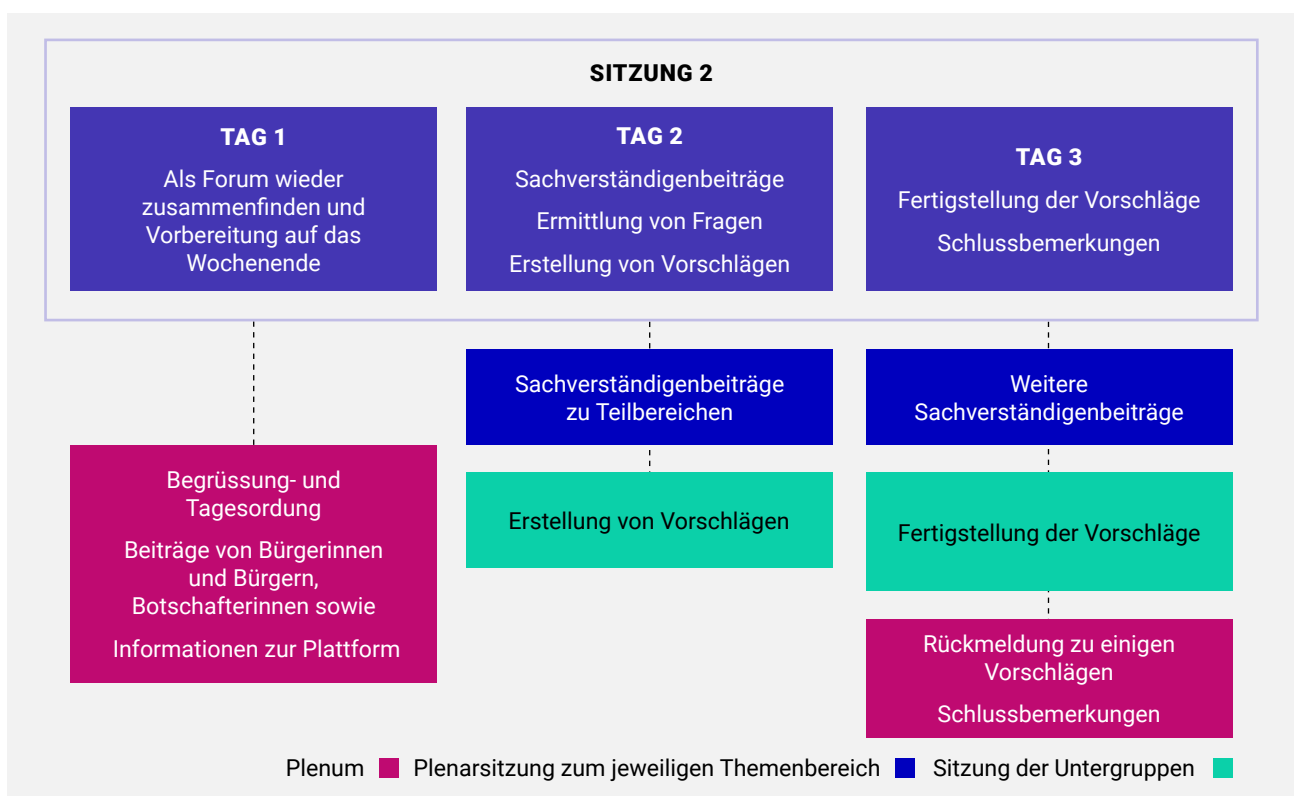 SITZUNG 2
TAG 1
Als Forum wieder
zusammenfinden und
Vorbereitung auf das
Wochenende
TAG 2
Sachverständigenbeiträge
Ermittlung von Fragen
Erstellung von Vorschlägen
TAG 3
Fertigstellung der Vorschläge
Schlussbemerkungen
Sachverständigenbeiträge
zu Teilbereichen
Weitere
Sachverständigenbeiträge
Begrüssung- und
Tagesordung
Beiträge von Bürgerinnen
und Bürgern,
Botschafterinnen sowie
Informationen zur Plattform
Erstellung von Vorschlägen
Fertigstellung der Vorschläge
Rückmeldung zu einigen
Vorschlägen
Schlussbemerkungen
Plenum Plenarsitzung zum jeweiligen Themenbereich Sitzung der Untergruppen